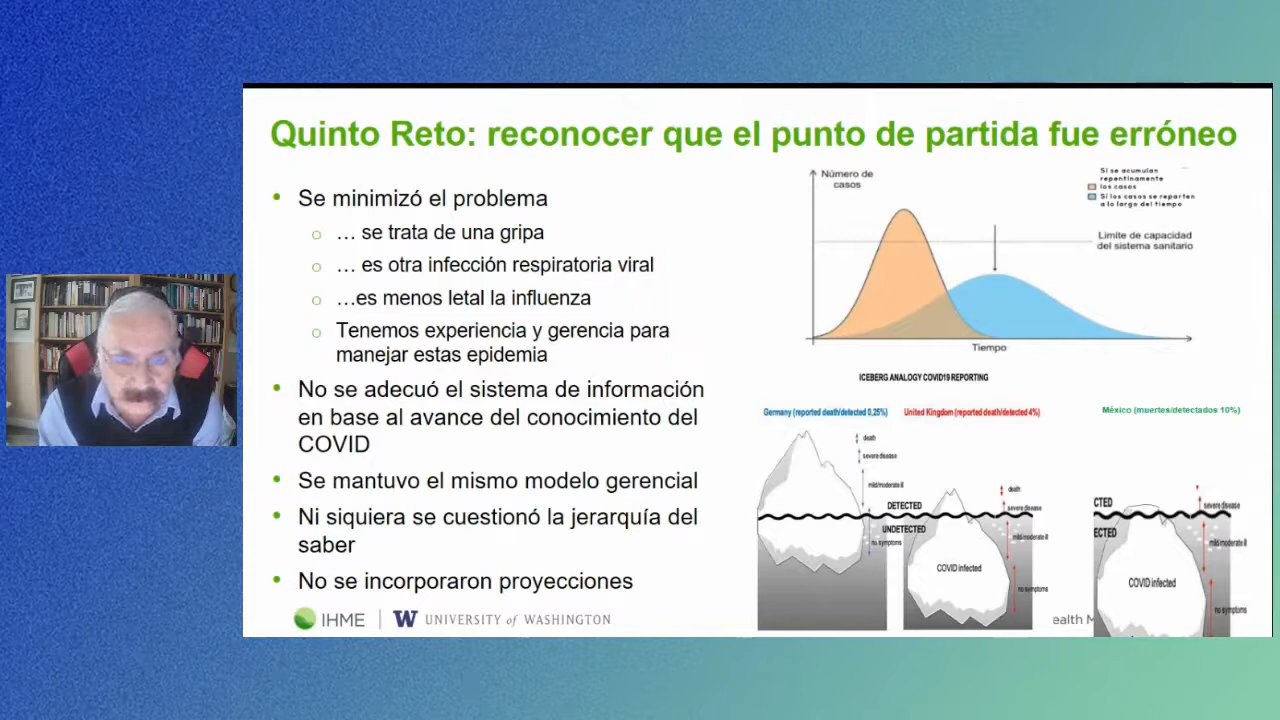 Quinto Reto: reconocer que el punto de partida fue erróneo
• Se minimizó el problema
o … se trata de una gripa
o … es otra infección respiratoria viral
o …es menos letal la influenza
o Tenemos experiencia y gerencia para
manejar estas epidemia
• No se adecuó el sistema de información
en base al avance del conocimiento del
COVID
• Se mantuvo el mismo modelo gerencial
• Ni siquiera se cuestionó la jerarquía del
saber
• No se incorporaron proyecciones
IHME
W UNIVERSITY of WASHINGTON
Número de
casos
Si se acumulan
repentinamente
los casos
Si los casos se reparten
a lo largo del tiempo
Limite de capacidad
del sistema sanitario
Tiempo
ICEBERG ANALOGY COVID19 REPORTING
Germany (reported death/detected 0,25%)
death
severe disease
mild/moderate ill
DETECTED
UNDETECTED
no symptoms
United Kingdom (reported death/detected 4%)
death
severe disease
mild/moderate ill
COVID infected
no symptoms
México (muertes/detectados 10%)
CTED
ECTED
severe disease
mild/moderate ill
COVID infected
no symptoms
ealth M